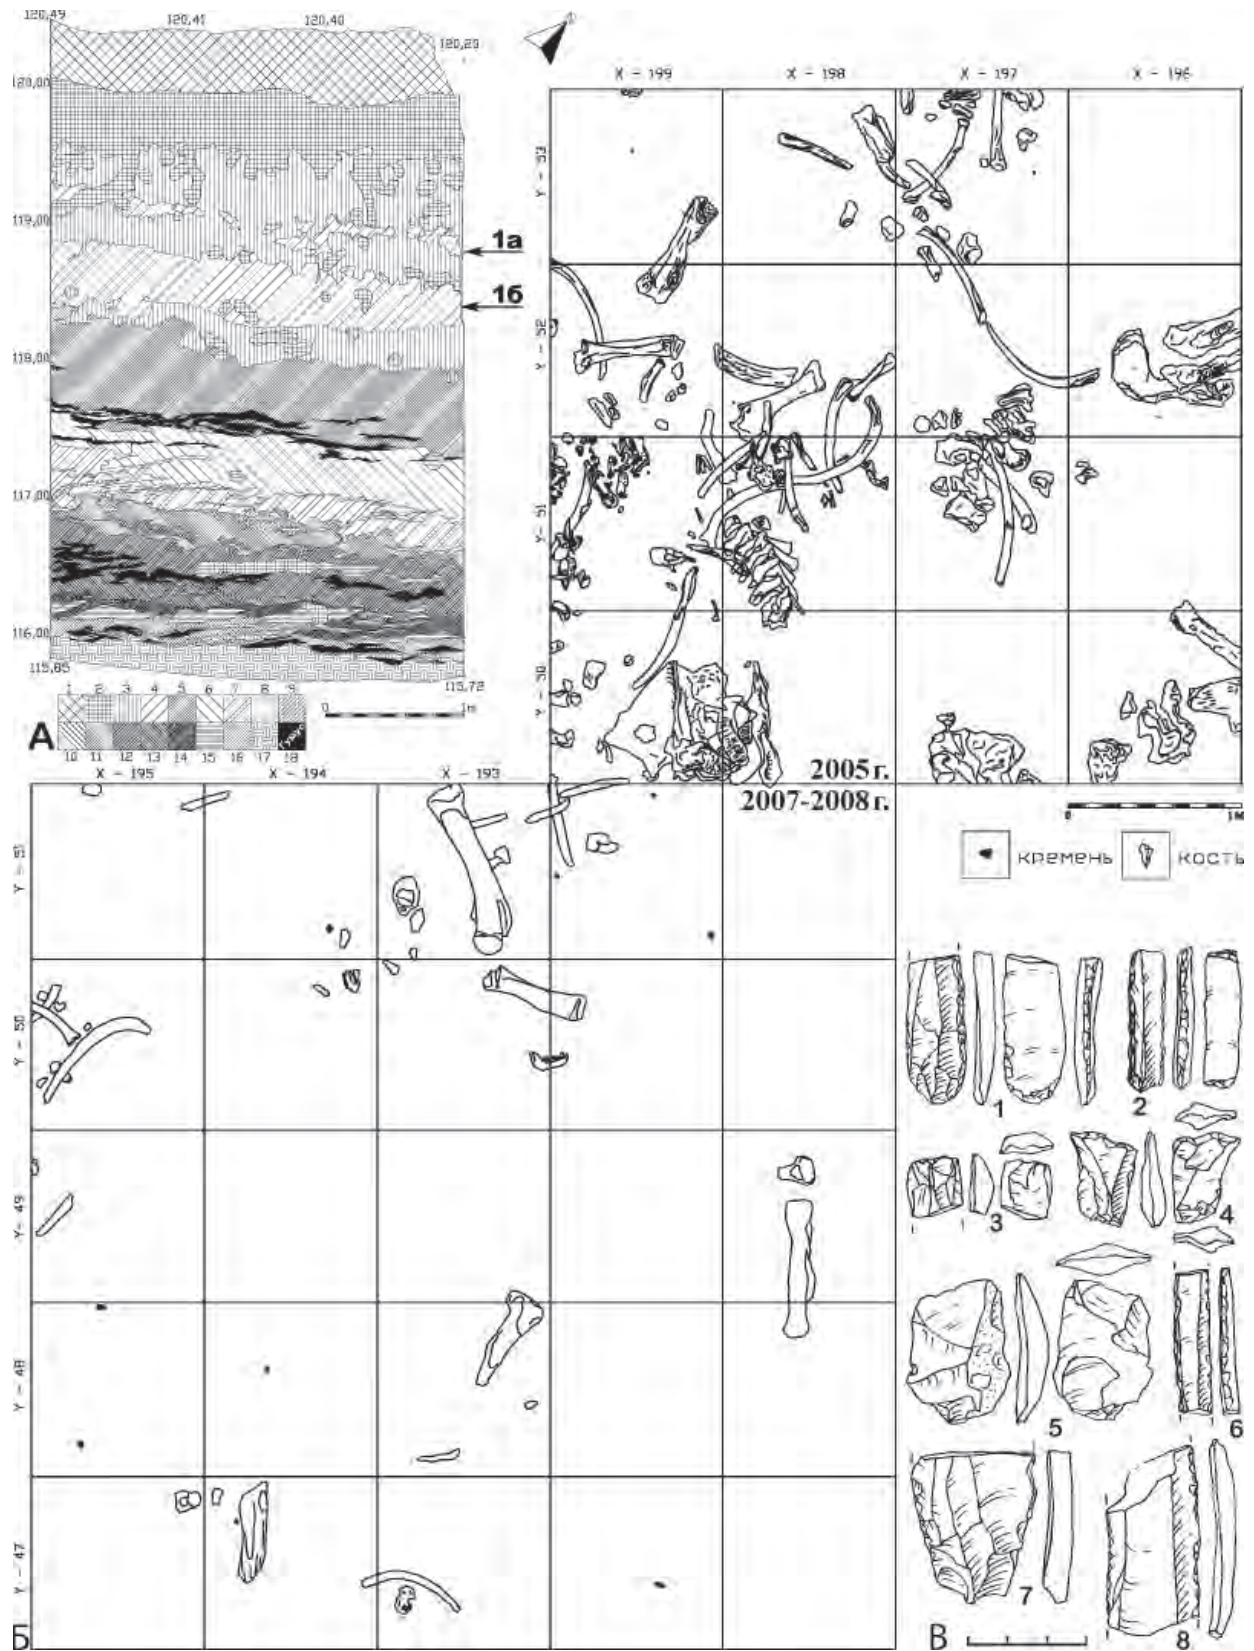 120,49
120,41
120,40
120,29
120,00
119,00
1а
1б
118,00
117,00
116,00
115,85
115,72
1 2 3 4 5 6 7 8 9
0 1м
А
10 11 12 13 14 15 16 17 18
X - 199 X - 198 X - 197 X - 196
Y - 53
Y - 52
Y - 51
Y - 50
2005 г.
2007-2008 г.
0 1м
кремень
кость
X - 195 X - 194 X - 193
Y - 51
Y - 50
Y - 49
Y - 48
Y - 47
Б
1
2
3
4
5
6
7
8
В